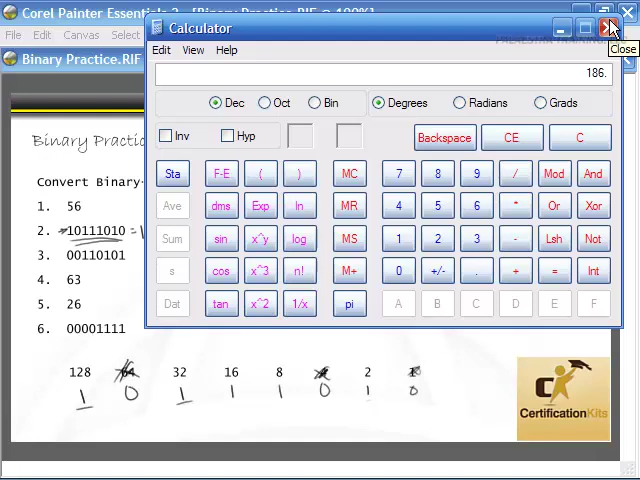 Corel Painter Essentials 2 - [Binary Practice.RIF @ 100%]
File Edit Canvas Select
Binary Practice.RIF
Calculator
Close
Edit View Help
186.
Dec Oct Bin Degrees Radians Grads
Inv Hyp Backspace CE C
Sta F-E ( ) MC 7 8 9 / Mod And
Ave dms Exp ln MR 4 5 6 * Or Xor
Sum sin x^y log MS 1 2 3 - Lsh Not
s cos x^3 n! M+ 0 +/- . + = Int
Dat tan x^2 1/x pi A B C D E F
Binary Practic
Convert Binary
1. 56
2. 10111010 =
3. 00110101
4. 63
5. 26
6. 00001111
128 64 32 16 8 4 2 1
1 0 1 1 1 0 1 0
CertificationKits